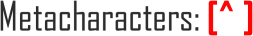 Metacharacters: [^ ]